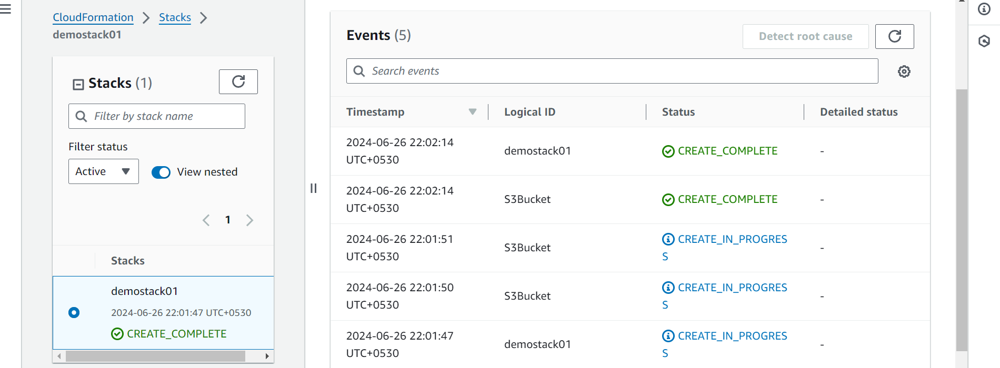 CloudFormation
Stacks
demostack01
Stacks (1)
Filter by stack name
Filter status
Active
View nested
1
Stacks
demostack01
2024-06-26 22:01:47 UTC+0530
CREATE_COMPLETE
Events (5)
Detect root cause
Search events
Timestamp Logical ID Status Detailed status
2024-06-26 22:02:14
UTC+0530
demostack01
CREATE_COMPLETE
-
2024-06-26 22:02:14
UTC+0530
S3Bucket
CREATE_COMPLETE
-
2024-06-26 22:01:51
UTC+0530
S3Bucket
CREATE_IN_PROGRES
S
-
2024-06-26 22:01:50
UTC+0530
S3Bucket
CREATE_IN_PROGRES
S
-
2024-06-26 22:01:47
UTC+0530
demostack01
CREATE_IN_PROGRES
S
-